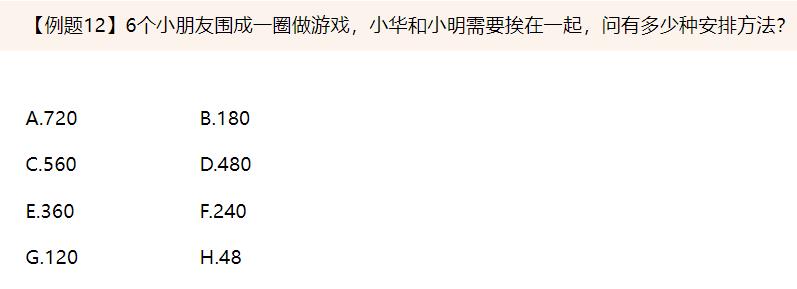 【例题12】6个小朋友围成一圈做游戏，小华和小明需要挨在一起，问有多少种安排方法？
A.720 B.180
C.560 D.480
E.360 F.240
G.120 H.48